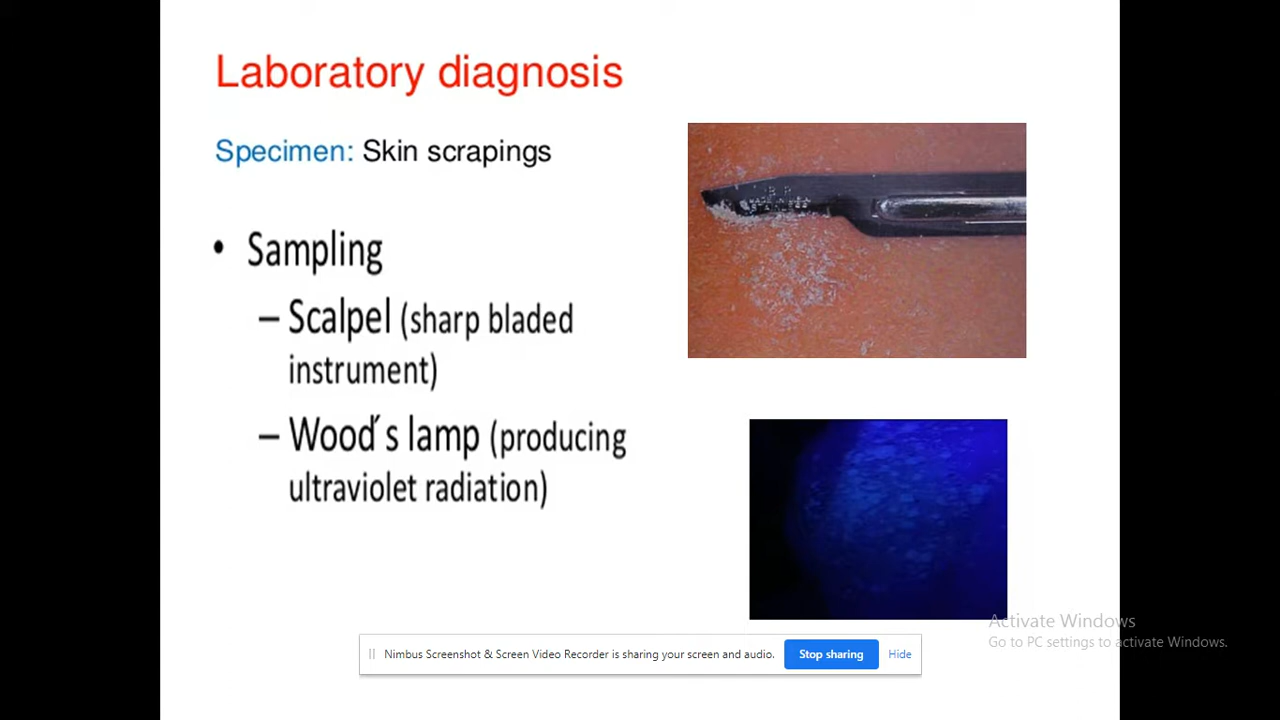 Laboratory diagnosis
Specimen: Skin scrapings
• Sampling
– Scalpel (sharp bladed
instrument)
– Wood´s lamp (producing
ultraviolet radiation)
Activate Windows
Go to PC settings to activate Windows.
Nimbus Screenshot & Screen Video Recorder is sharing your screen and audio.
Stop sharing
Hide